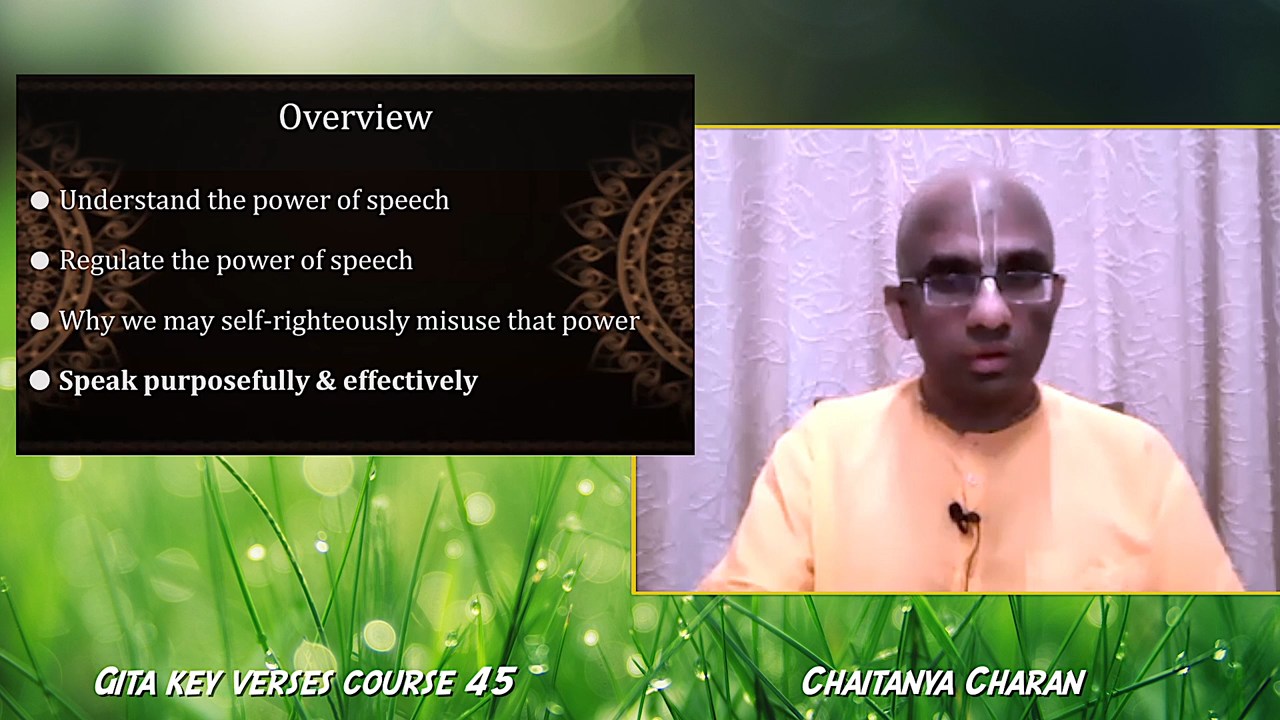 Overview
● Understand the power of speech
● Regulate the power of speech
● Why we may self-righteously misuse that power
● Speak purposefully & effectively
GITA KEY VERSES COURSE 45
CHAITANYA CHARAN